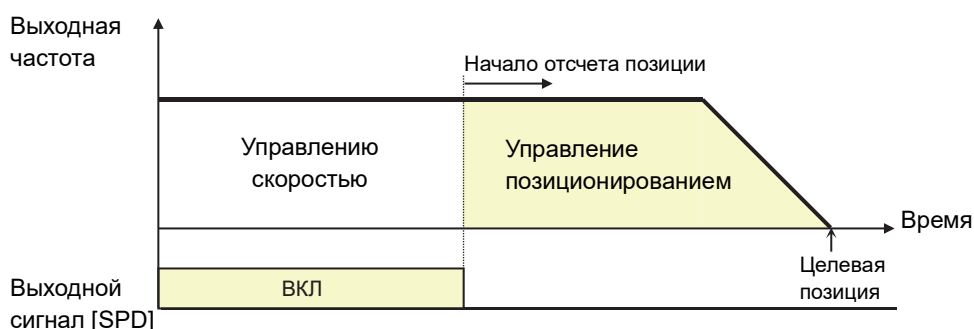 Выходная
частота
Начало отсчета позиции
Управлению
скоростью
Управление
позиционированием
Время
Целевая
позиция
Выходной
сигнал [SPD]
ВКЛ